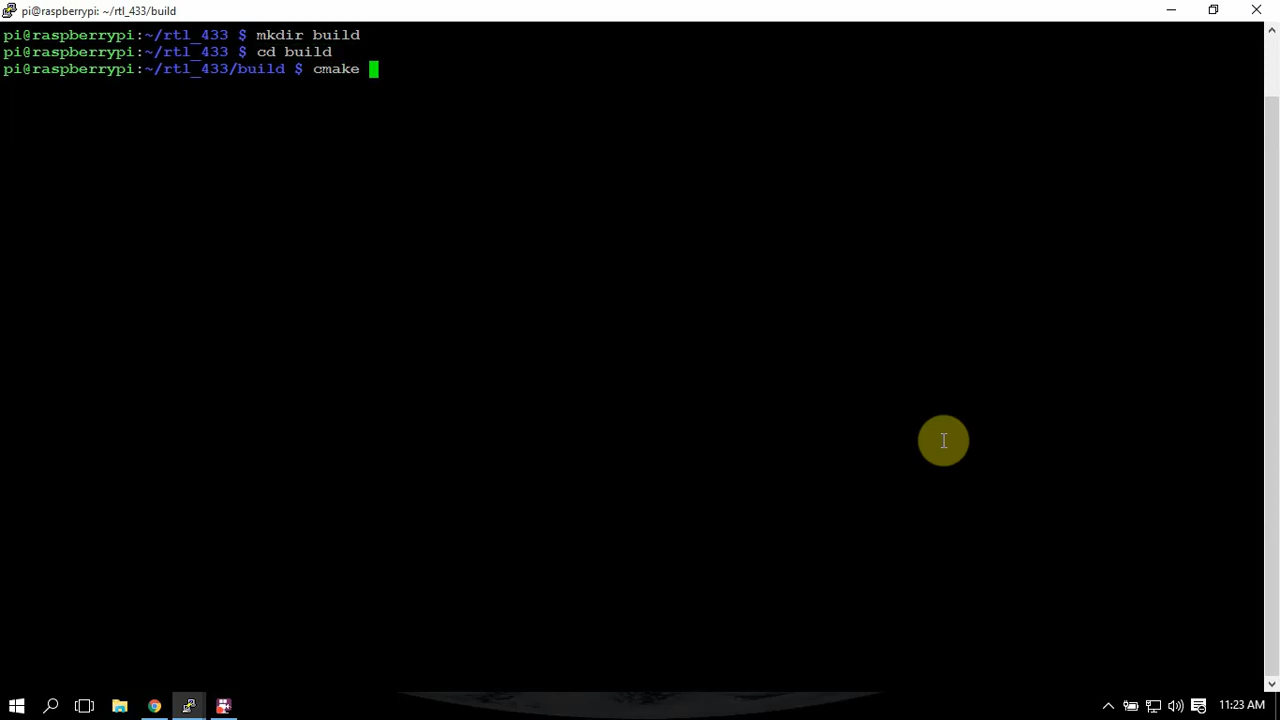 pi@raspberrypi: ~/rtl_433/build
pi@raspberrypi:~/rtl_433 $ mkdir build
pi@raspberrypi:~/rtl_433 $ cd build
pi@raspberrypi:~/rtl_433/build $ cmake
11:23 AM